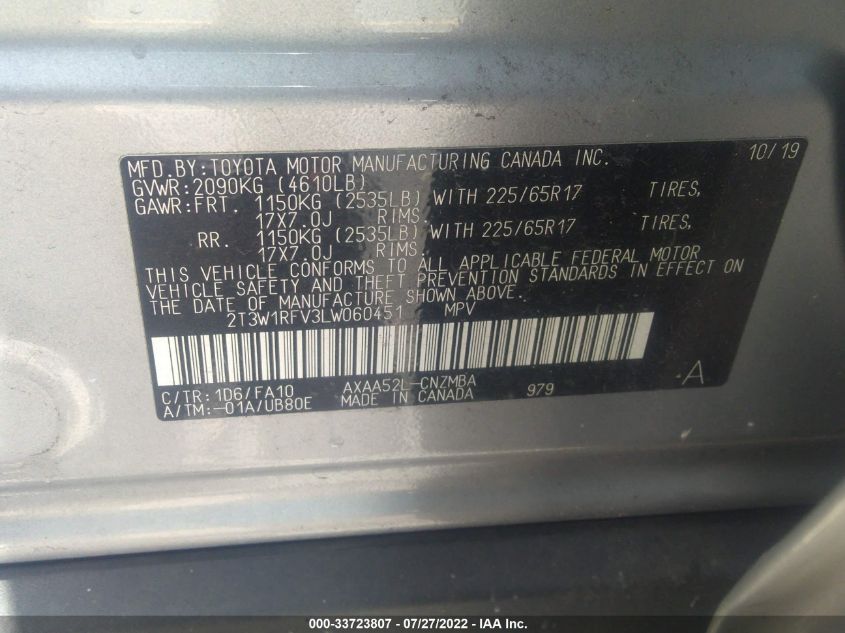 MFD.BY:TOYOTA MOTOR MANUFACTURING CANADA INC. 10/19
GVWR:2090KG (4610LB)
GAWR:FRT. 1150KG (2535LB) WITH 225/65R17 TIRES,
17X7.0J RIMS,
RR. 1150KG (2535LB) WITH 225/65R17 TIRES,
17X7.0J RIMS.
THIS VEHICLE CONFORMS TO ALL APPLICABLE FEDERAL MOTOR
VEHICLE SAFETY AND THEFT PREVENTION STANDARDS IN EFFECT ON
THE DATE OF MANUFACTURE SHOWN ABOVE.
2T3W1RFV3LW060451 MPV
C/TR:1D6/FA10 AXAA52L-CNZMBA 979 A
A/TM:-01A/UB80E MADE IN CANADA
000-33723807 / 07/27/2022 - IAA Inc.